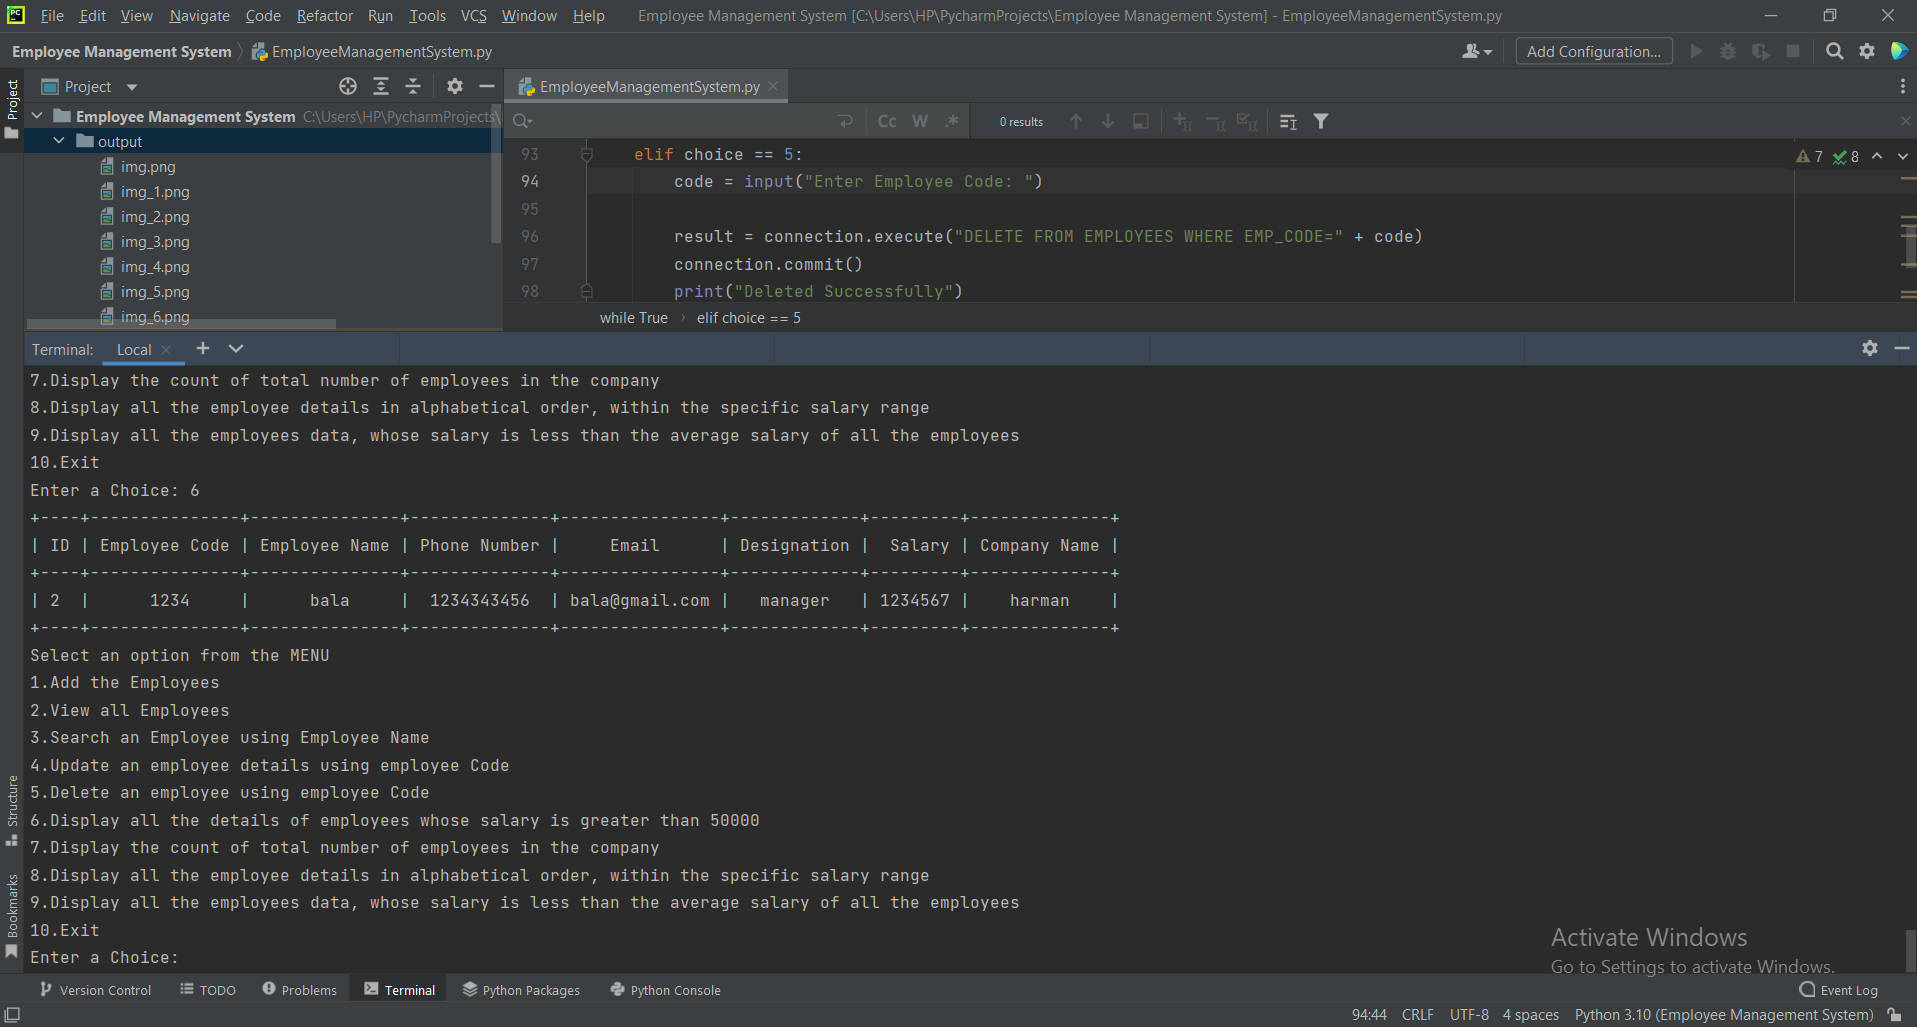 PC File Edit View Navigate Code Refactor Run Tools VCS Window Help Employee Management System [C:\Users\HP\PycharmProjects\Employee Management System] - EmployeeManagementSystem.py
Employee Management System EmployeeManagementSystem.py Add Configuration...
Project
Project EmployeeManagementSystem.py
Employee Management System C:\Users\HP\PycharmProjects\
output
img.png
img_1.png
img_2.png
img_3.png
img_4.png
img_5.png
img_6.png
Cc W .* 0 results
93 elif choice == 5:
94 code = input("Enter Employee Code: ")
95
96 result = connection.execute("DELETE FROM EMPLOYEES WHERE EMP_CODE=" + code)
97 connection.commit()
98 print("Deleted Successfully")
7 8
while True elif choice == 5
Terminal: Local
7.Display the count of total number of employees in the company
8.Display all the employee details in alphabetical order, within the specific salary range
9.Display all the employees data, whose salary is less than the average salary of all the employees
10.Exit
Enter a Choice: 6
+----+---------------+---------------+--------------+----------------+-------------+---------+--------------+
| ID | Employee Code | Employee Name | Phone Number |     Email      | Designation |  Salary | Company Name |
+----+---------------+---------------+--------------+----------------+-------------+---------+--------------+
| 2  |      1234     |      bala     |  1234343456  | bala@gmail.com |   manager   | 1234567 |    harman    |
+----+---------------+---------------+--------------+----------------+-------------+---------+--------------+
Select an option from the MENU
1.Add the Employees
2.View all Employees
3.Search an Employee using Employee Name
4.Update an employee details using employee Code
5.Delete an employee using employee Code
6.Display all the details of employees whose salary is greater than 50000
7.Display the count of total number of employees in the company
8.Display all the employee details in alphabetical order, within the specific salary range
9.Display all the employees data, whose salary is less than the average salary of all the employees
10.Exit
Enter a Choice:
Structure
Bookmarks
Activate Windows
Go to Settings to activate Windows.
Version Control TODO Problems Terminal Python Packages Python Console Event Log
94:44 CRLF UTF-8 4 spaces Python 3.10 (Employee Management System)